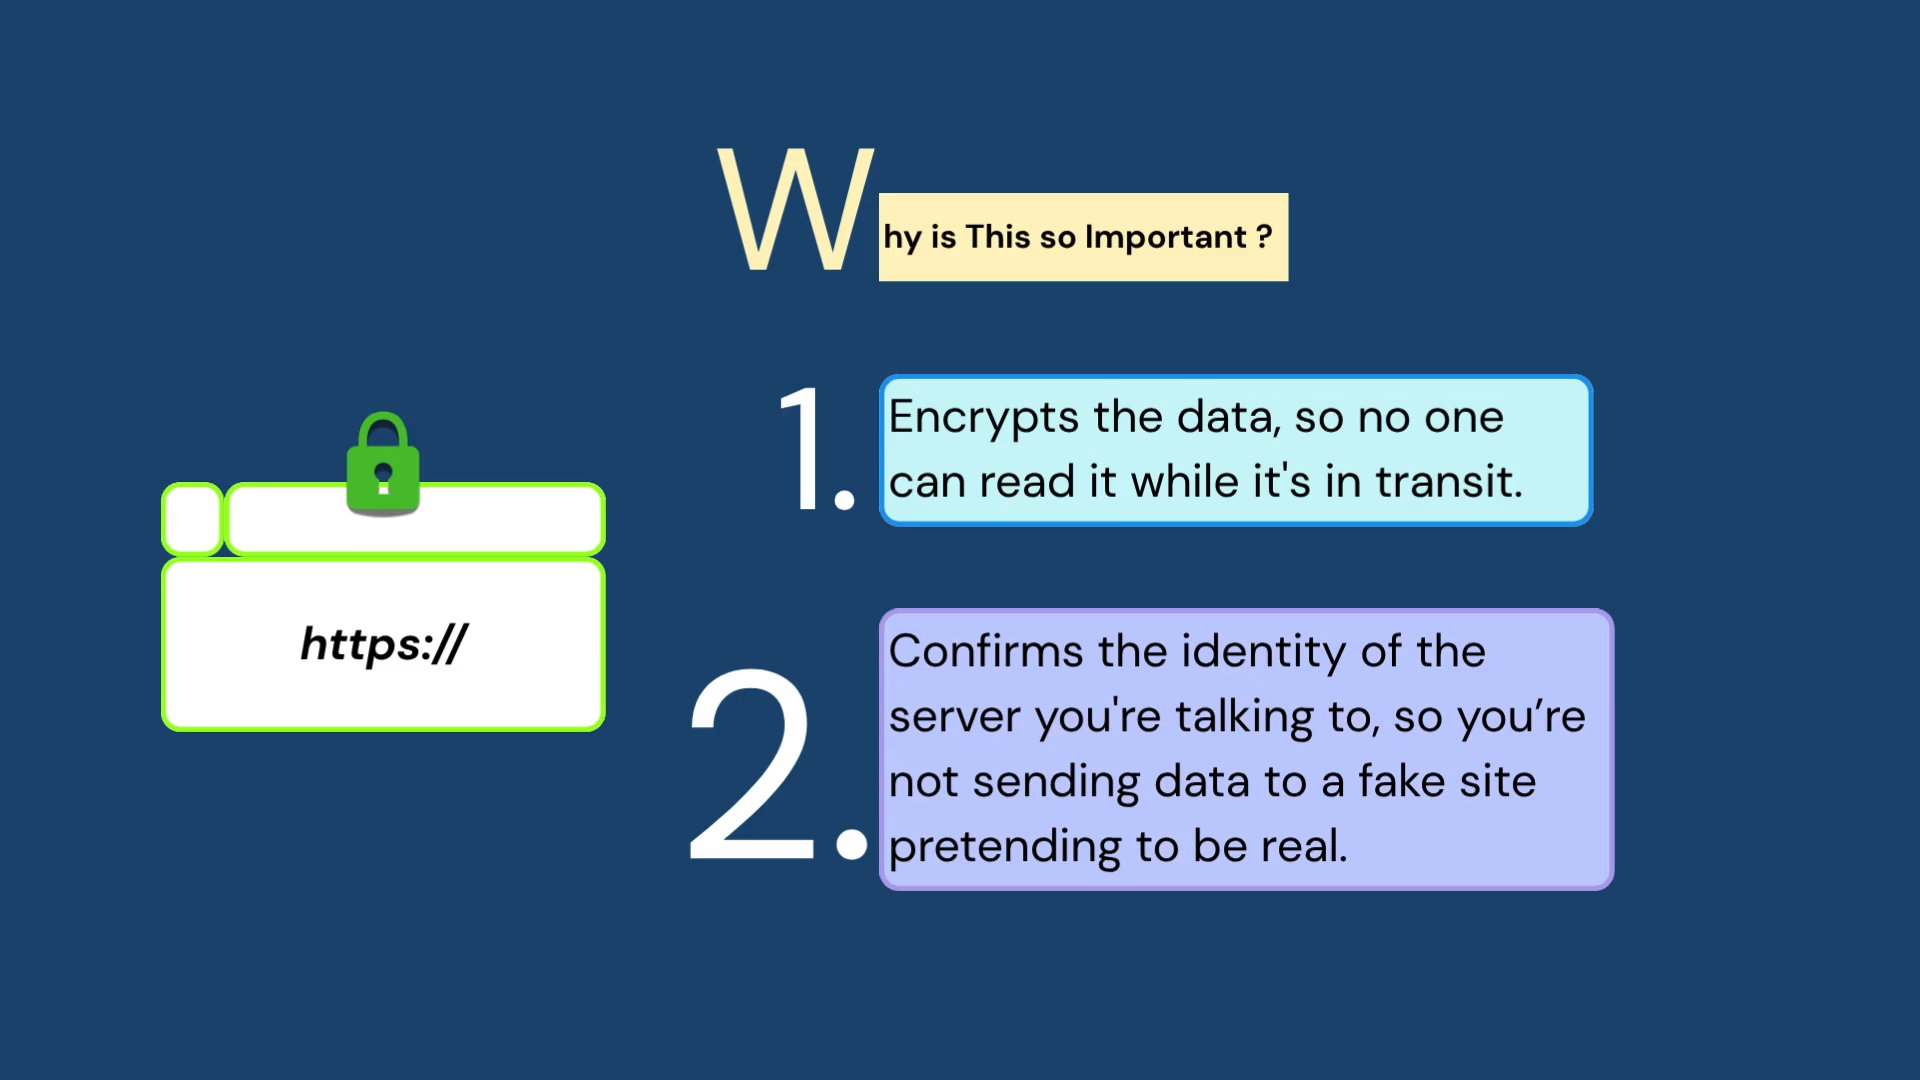 Why is This so Important ?
1. Encrypts the data, so no one
can read it while it's in transit.
https://
2. Confirms the identity of the
server you're talking to, so you’re
not sending data to a fake site
pretending to be real.